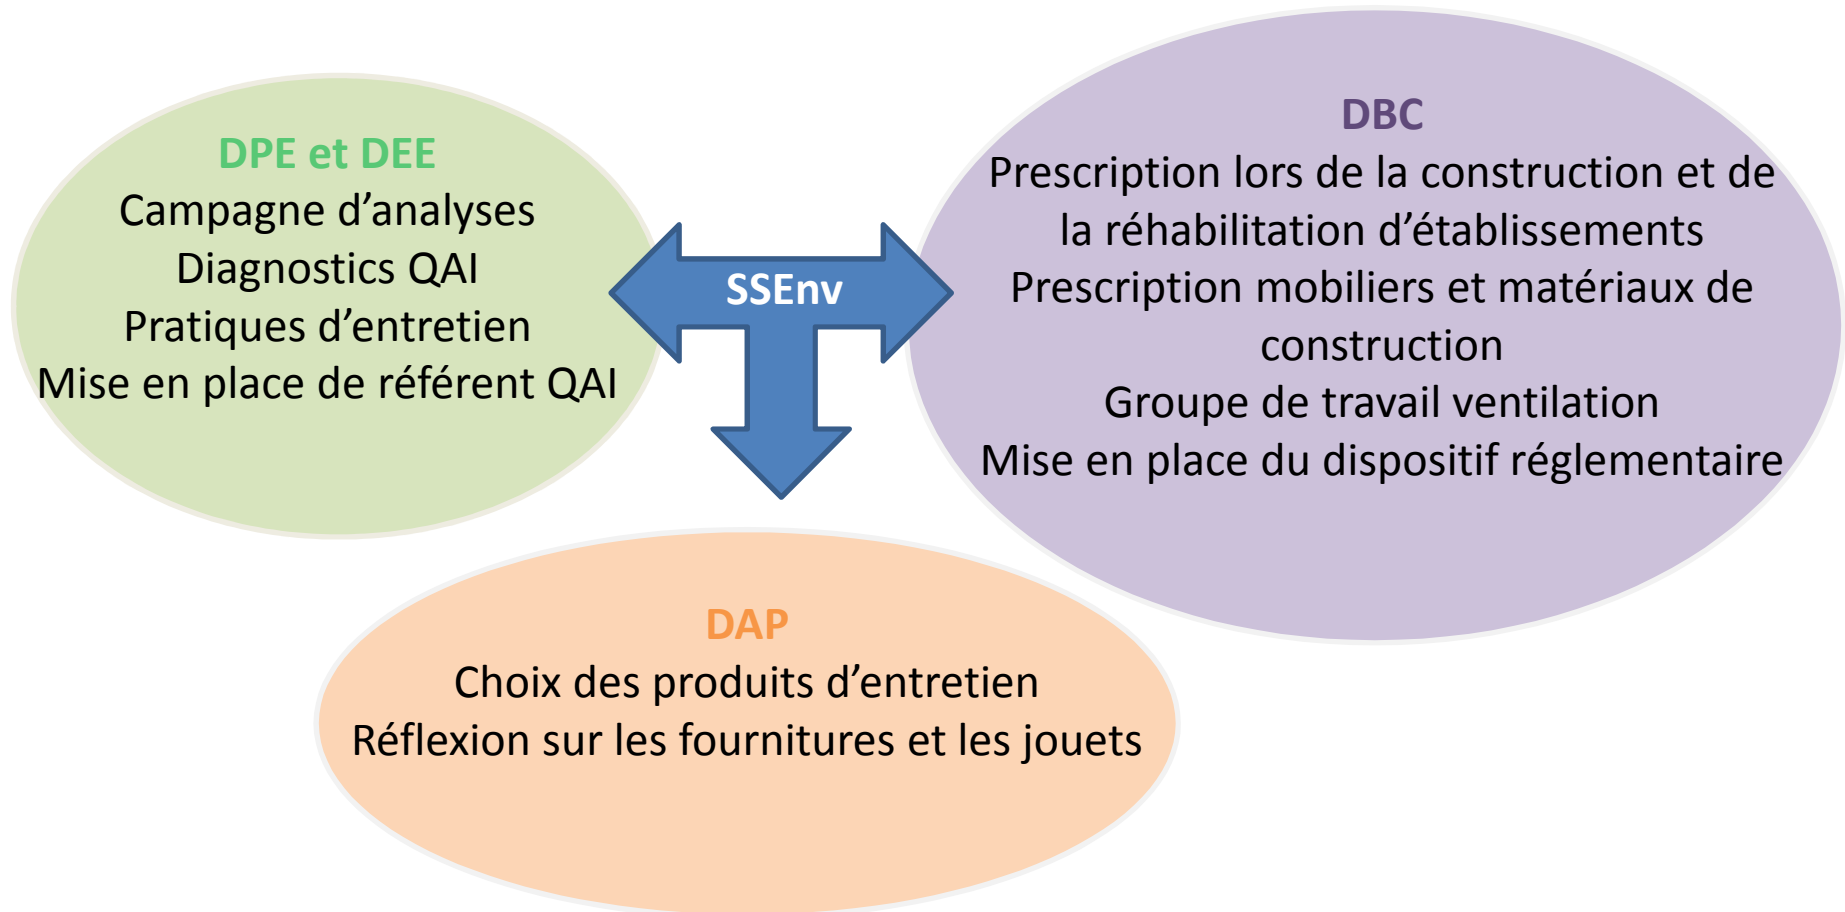 DPE et DEE
Campagne d’analyses
Diagnostics QAI
Pratiques d’entretien
Mise en place de référent QAI
SSEnv
DBC
Prescription lors de la construction et de
la réhabilitation d’établissements
Prescription mobiliers et matériaux de
construction
Groupe de travail ventilation
Mise en place du dispositif réglementaire
DAP
Choix des produits d’entretien
Réflexion sur les fournitures et les jouets